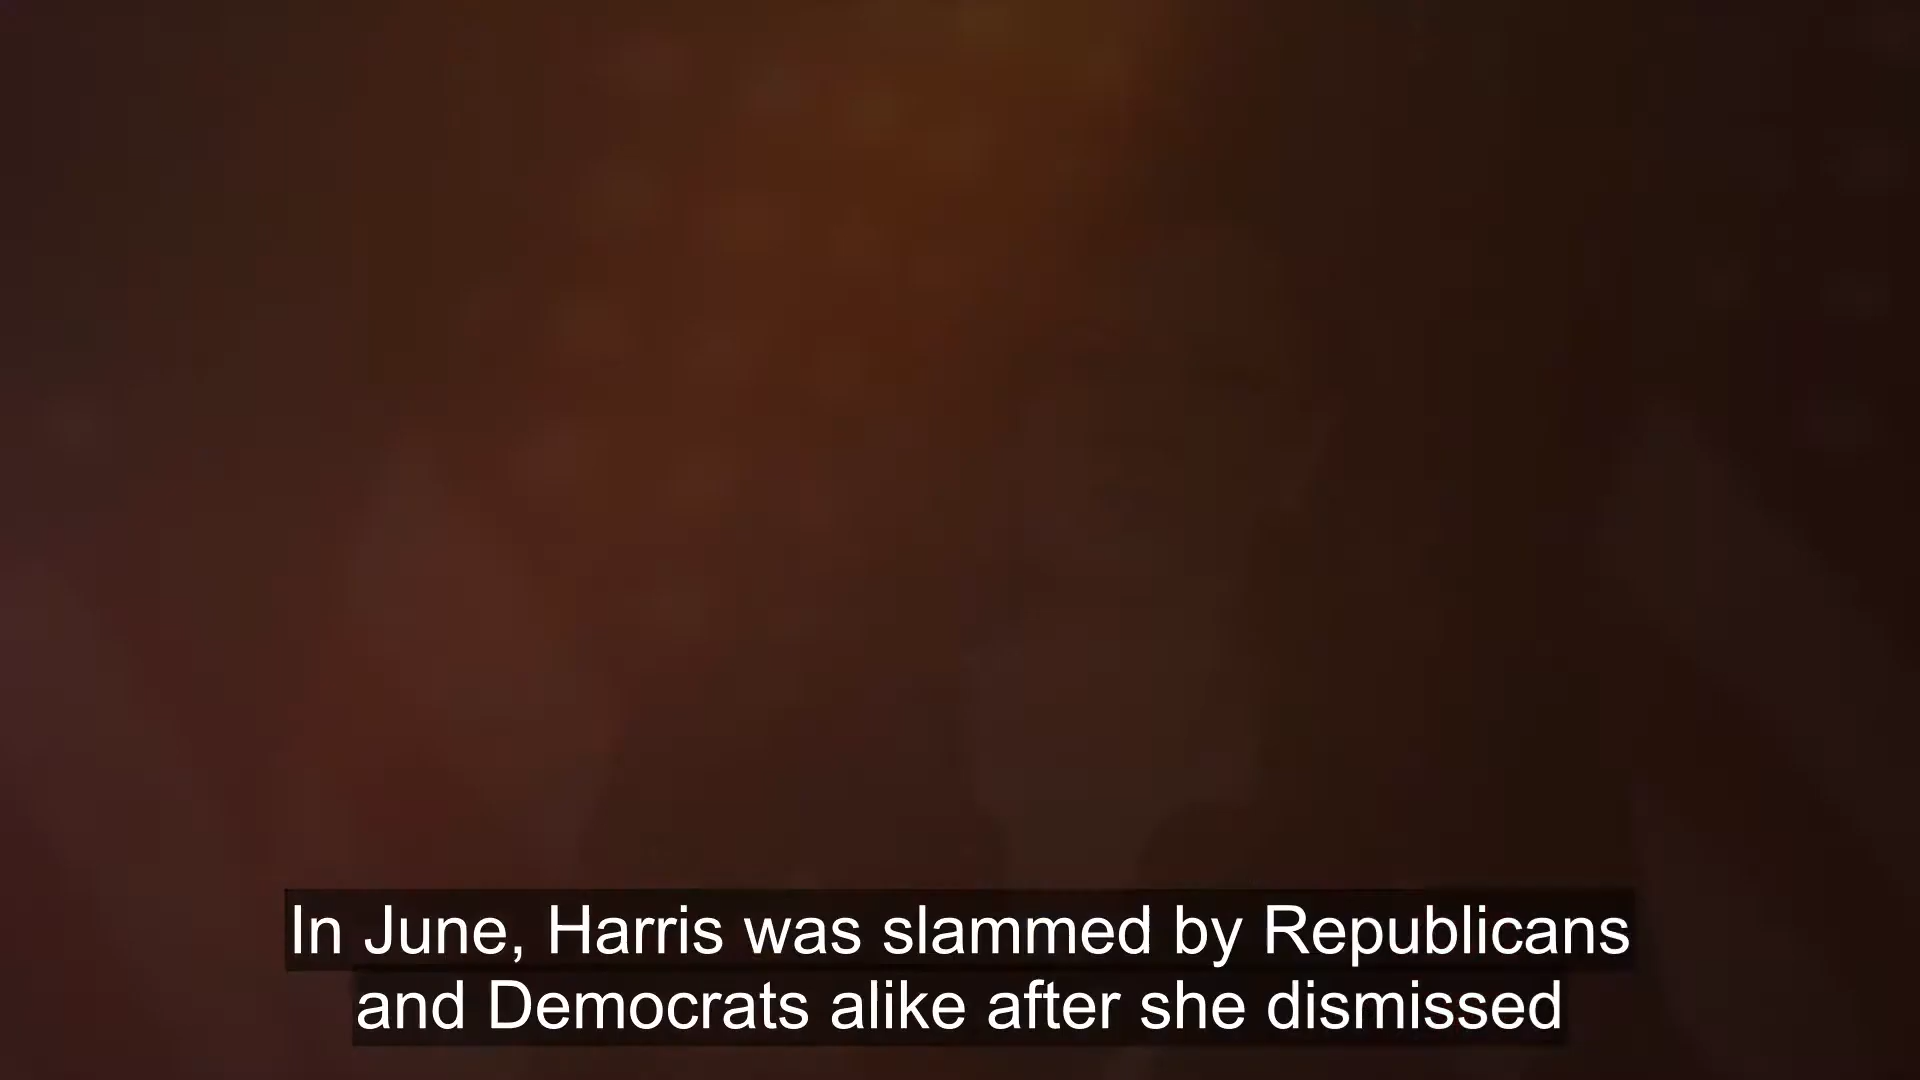 In June, Harris was slammed by Republicans
and Democrats alike after she dismissed